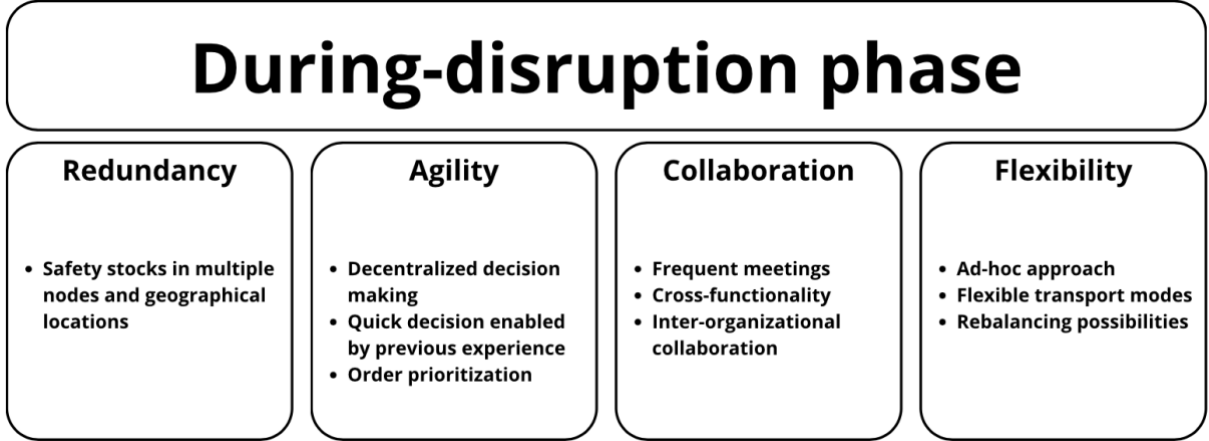 During-disruption phase
Redundancy
• Safety stocks in multiple
nodes and geographical
locations
Agility
• Decentralized decision
making
• Quick decision enabled
by previous experience
• Order prioritization
Collaboration
• Frequent meetings
• Cross-functionality
• Inter-organizational
collaboration
Flexibility
• Ad-hoc approach
• Flexible transport modes
• Rebalancing possibilities